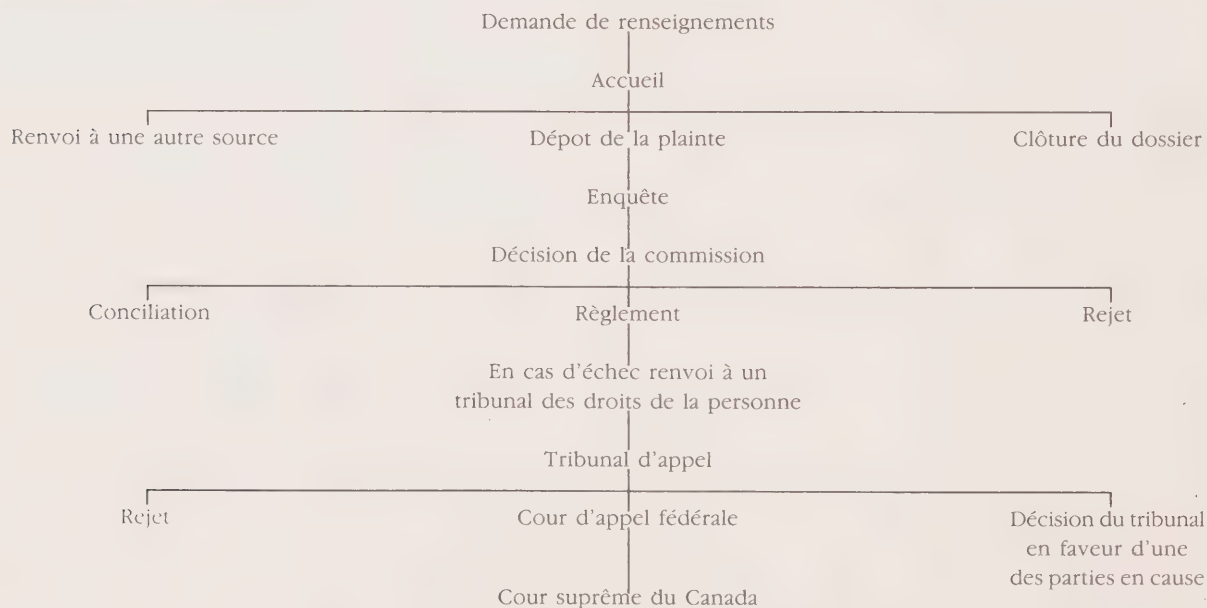 Demande de renseignements
Accueil
Renvoi à une autre source
Dépot de la plainte
Clôture du dossier
Enquête
Décision de la commission
Conciliation
Règlement
Rejet
En cas d'échec renvoi à un
tribunal des droits de la personne
Tribunal d'appel
Rejet
Cour d'appel fédérale
Décision du tribunal
en faveur d'une
des parties en cause
Cour suprême du Canada